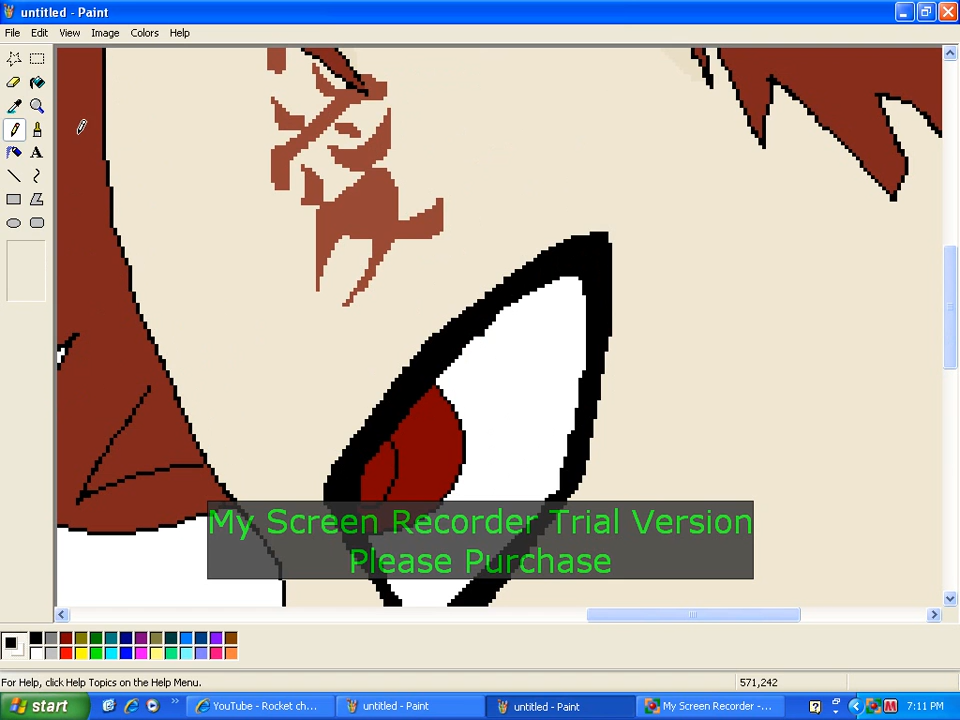 untitled - Paint
File Edit View Image Colors Help
My Screen Recorder Trial Version
Please Purchase
For Help, click Help Topics on the Help Menu.
571,242
start
YouTube - Rocket ch...
untitled - Paint
untitled - Paint
My Screen Recorder -...
7:11 PM